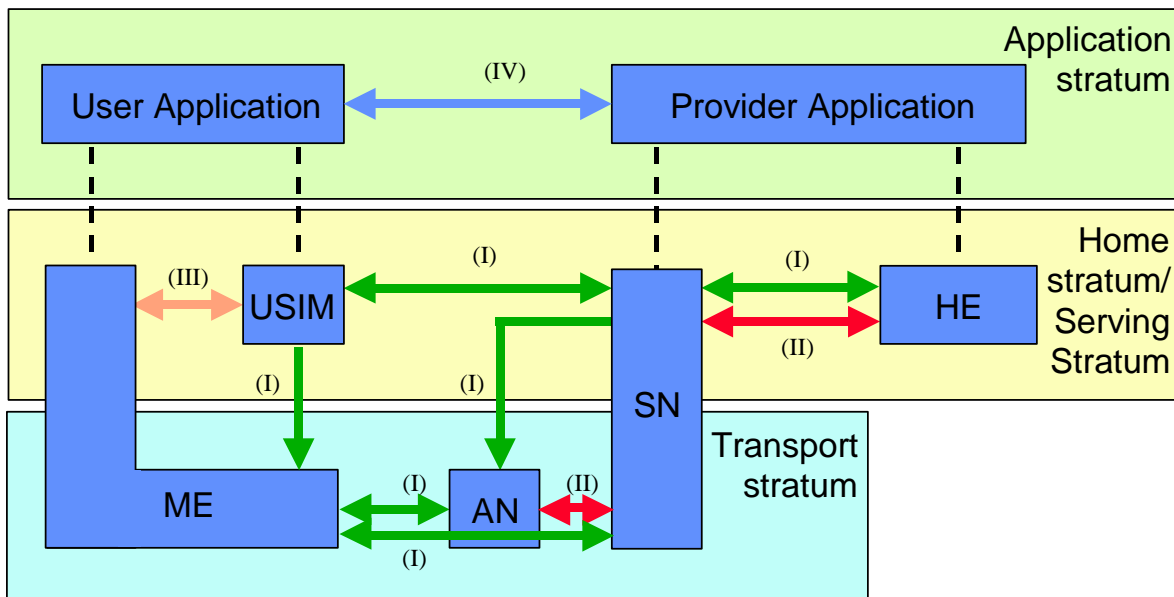 Application
stratum
(IV)
User Application
Provider Application
Home
stratum/
Serving
Stratum
(III)
USIM
(I)
(I)
HE
(II)
(I)
(I)
SN
Transport
stratum
ME
(I)
AN
(II)
(I)